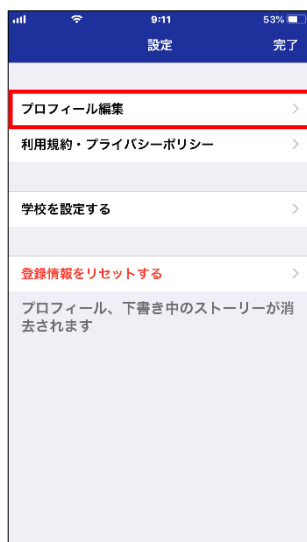 9:11
53%
設定
完了
プロフィール編集
利用規約・プライバシーポリシー
学校を設定する
登録情報をリセットする
プロフィール、下書き中のストーリーが消
去されます